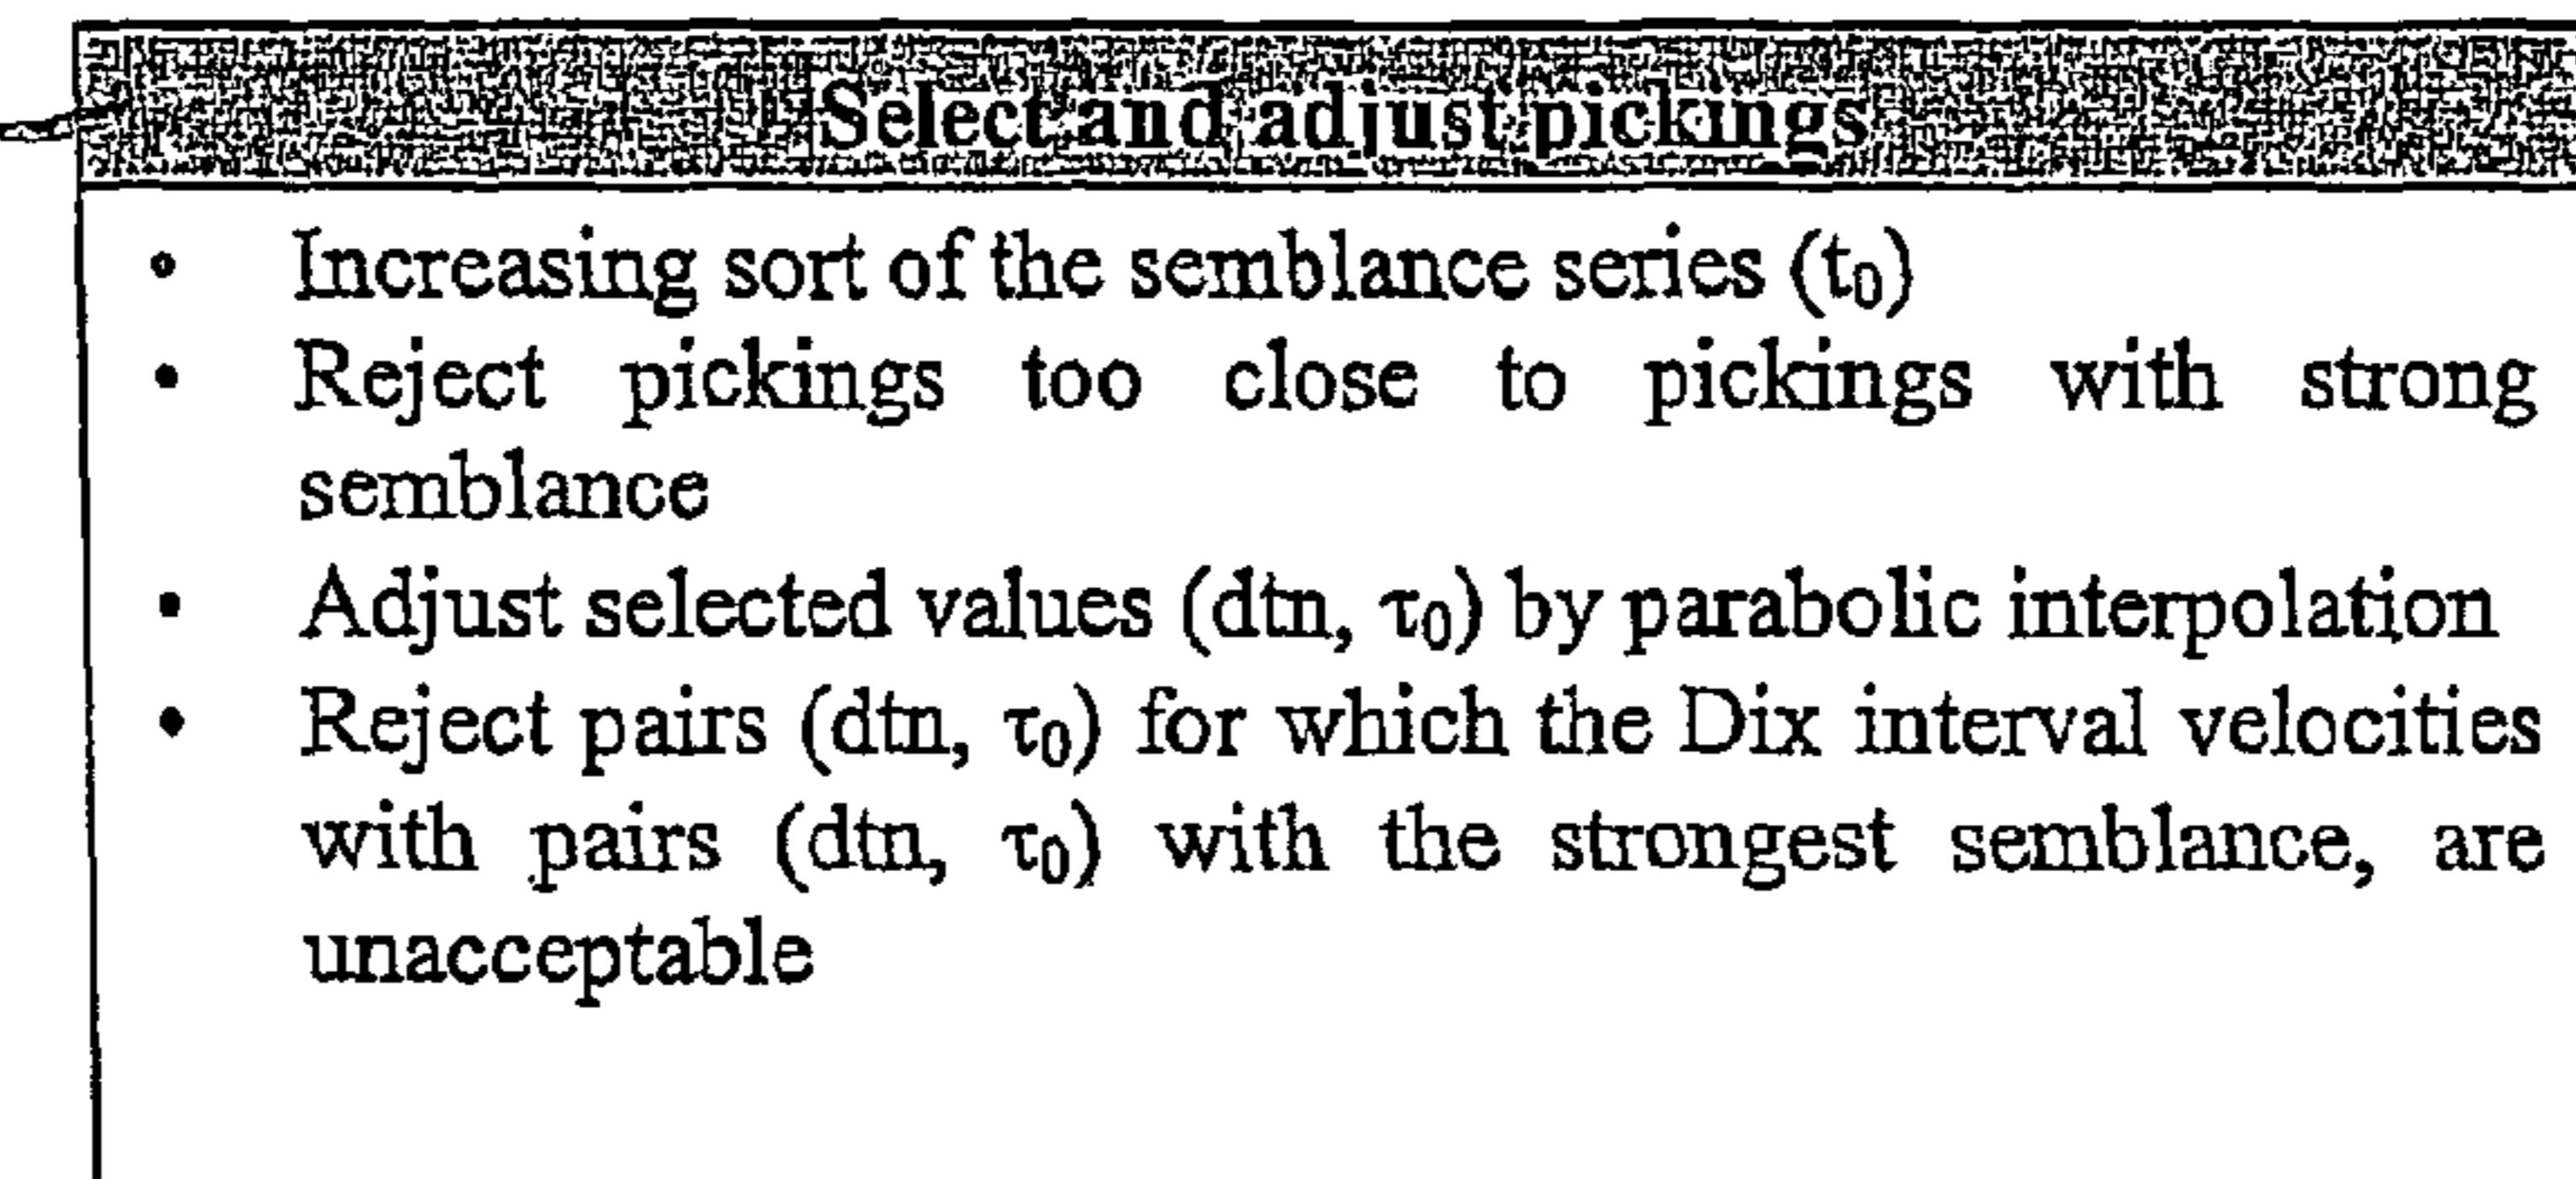 Select and adjust pickings
• Increasing sort of the semblance series (t₀)
• Reject pickings too close to pickings with strong
semblance
• Adjust selected values (dtn, τ₀) by parabolic interpolation
• Reject pairs (dtn, τ₀) for which the Dix interval velocities
with pairs (dtn, τ₀) with the strongest semblance, are
unacceptable